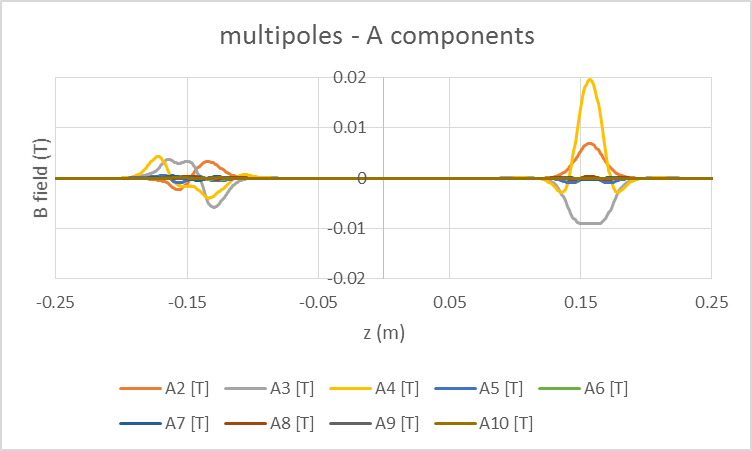 multipoles - A components
B field (T)
0.02
0.01
0
-0.01
-0.02
-0.25 -0.15 -0.05 0.05 0.15 0.25
z (m)
A2 [T] A3 [T] A4 [T] A5 [T] A6 [T]
A7 [T] A8 [T] A9 [T] A10 [T]